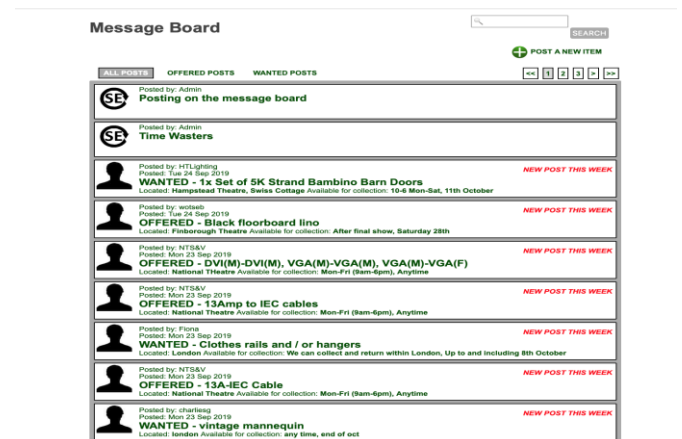 Message Board
SEARCH
POST A NEW ITEM
ALL POSTS OFFERED POSTS WANTED POSTS << 1 2 3 > >>
SE
Posted by: Admin
Posting on the message board
SE
Posted by: Admin
Time Wasters
Posted by: HTLighting
Posted: Tue 24 Sep 2019
NEW POST THIS WEEK
WANTED - 1x Set of 5K Strand Bambino Barn Doors
Located: Hampstead Theatre, Swiss Cottage Available for collection: 10-6 Mon-Sat, 11th October
Posted by: wotseb
Posted: Tue 24 Sep 2019
NEW POST THIS WEEK
OFFERED - Black floorboard lino
Located: Finborough Theatre Available for collection: After final show, Saturday 28th
Posted by: NTS&V
Posted: Mon 23 Sep 2019
NEW POST THIS WEEK
OFFERED - DVI(M)-DVI(M), VGA(M)-VGA(M), VGA(M)-VGA(F)
Located: National THeatre Available for collection: Mon-Fri (9am-6pm), Anytime
Posted by: NTS&V
Posted: Mon 23 Sep 2019
NEW POST THIS WEEK
OFFERED - 13Amp to IEC cables
Located: National Theatre Available for collection: Mon-Fri (9am-6pm), Anytime
Posted by: Fiona
Posted: Mon 23 Sep 2019
NEW POST THIS WEEK
WANTED - Clothes rails and / or hangers
Located: London Available for collection: We can collect and return within London, Up to and including 8th October
Posted by: NTS&V
Posted: Mon 23 Sep 2019
NEW POST THIS WEEK
OFFERED - 13A-IEC Cable
Located: National Theatre Available for collection: Mon-Fri (9am-6pm), Anytime
Posted by: charliesg
Posted: Mon 23 Sep 2019
NEW POST THIS WEEK
WANTED - vintage mannequin
Located: london Available for collection: any time, end of oct